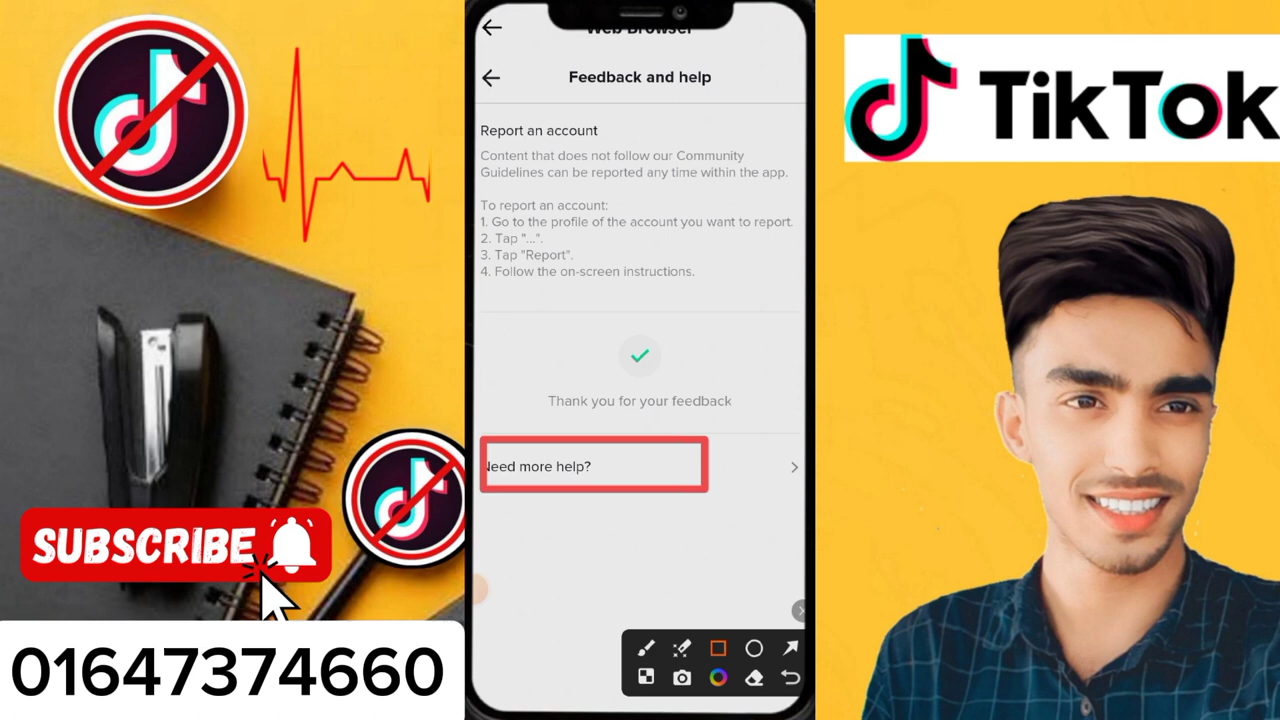 SUBSCRIBE
01647374660
Web Browser
Feedback and help
Report an account
Content that does not follow our Community
Guidelines can be reported any time within the app.
To report an account:
1. Go to the profile of the account you want to report.
2. Tap "...".
3. Tap "Report".
4. Follow the on-screen instructions.
Thank you for your feedback
Need more help?
TikTok